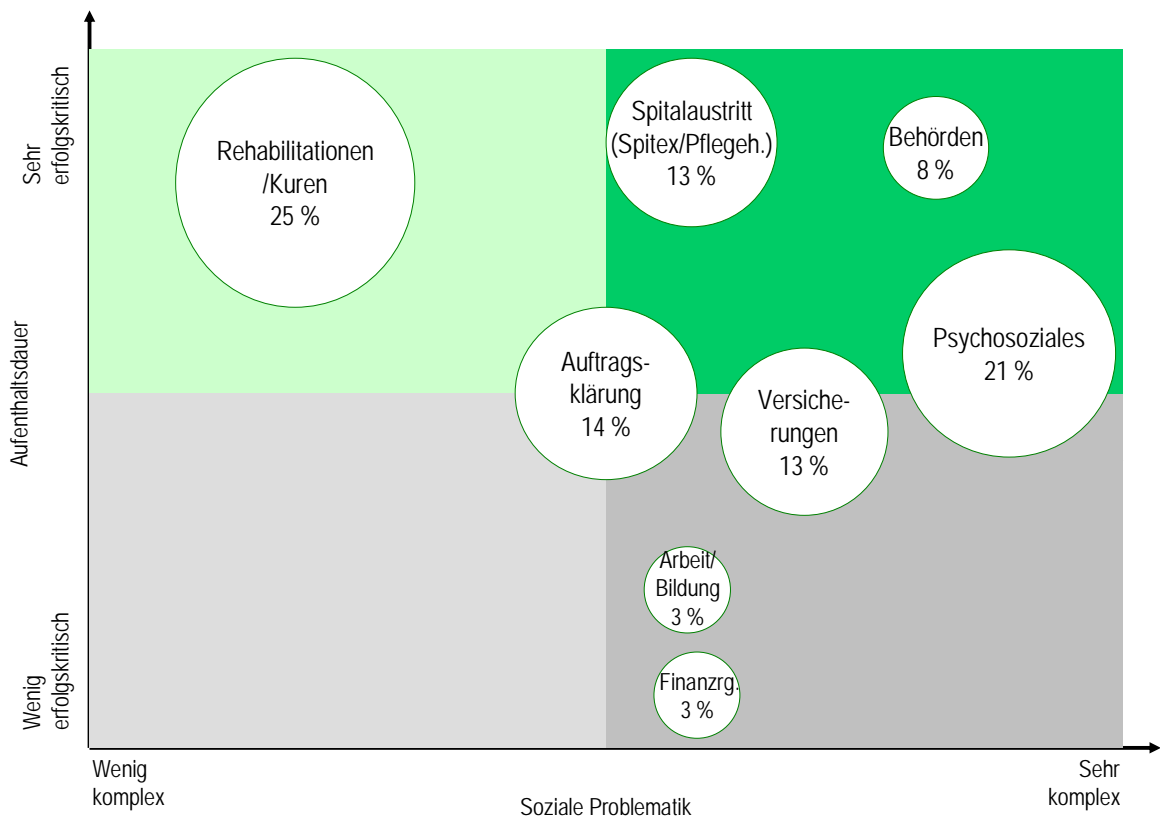 Sehr
erfolgskritisch
Aufenthaltsdauer
Wenig
erfolgskritisch
Rehabilitationen
/Kuren
25 %
Spitalaustritt
(Spitex/Pflegeh.)
13 %
Behörden
8 %
Psychosoziales
21 %
Auftrags-
klärung
14 %
Versiche-
rungen
13 %
Arbeit/
Bildung
3 %
Finanzrg.
3 %
Wenig
komplex
Soziale Problematik
Sehr
komplex